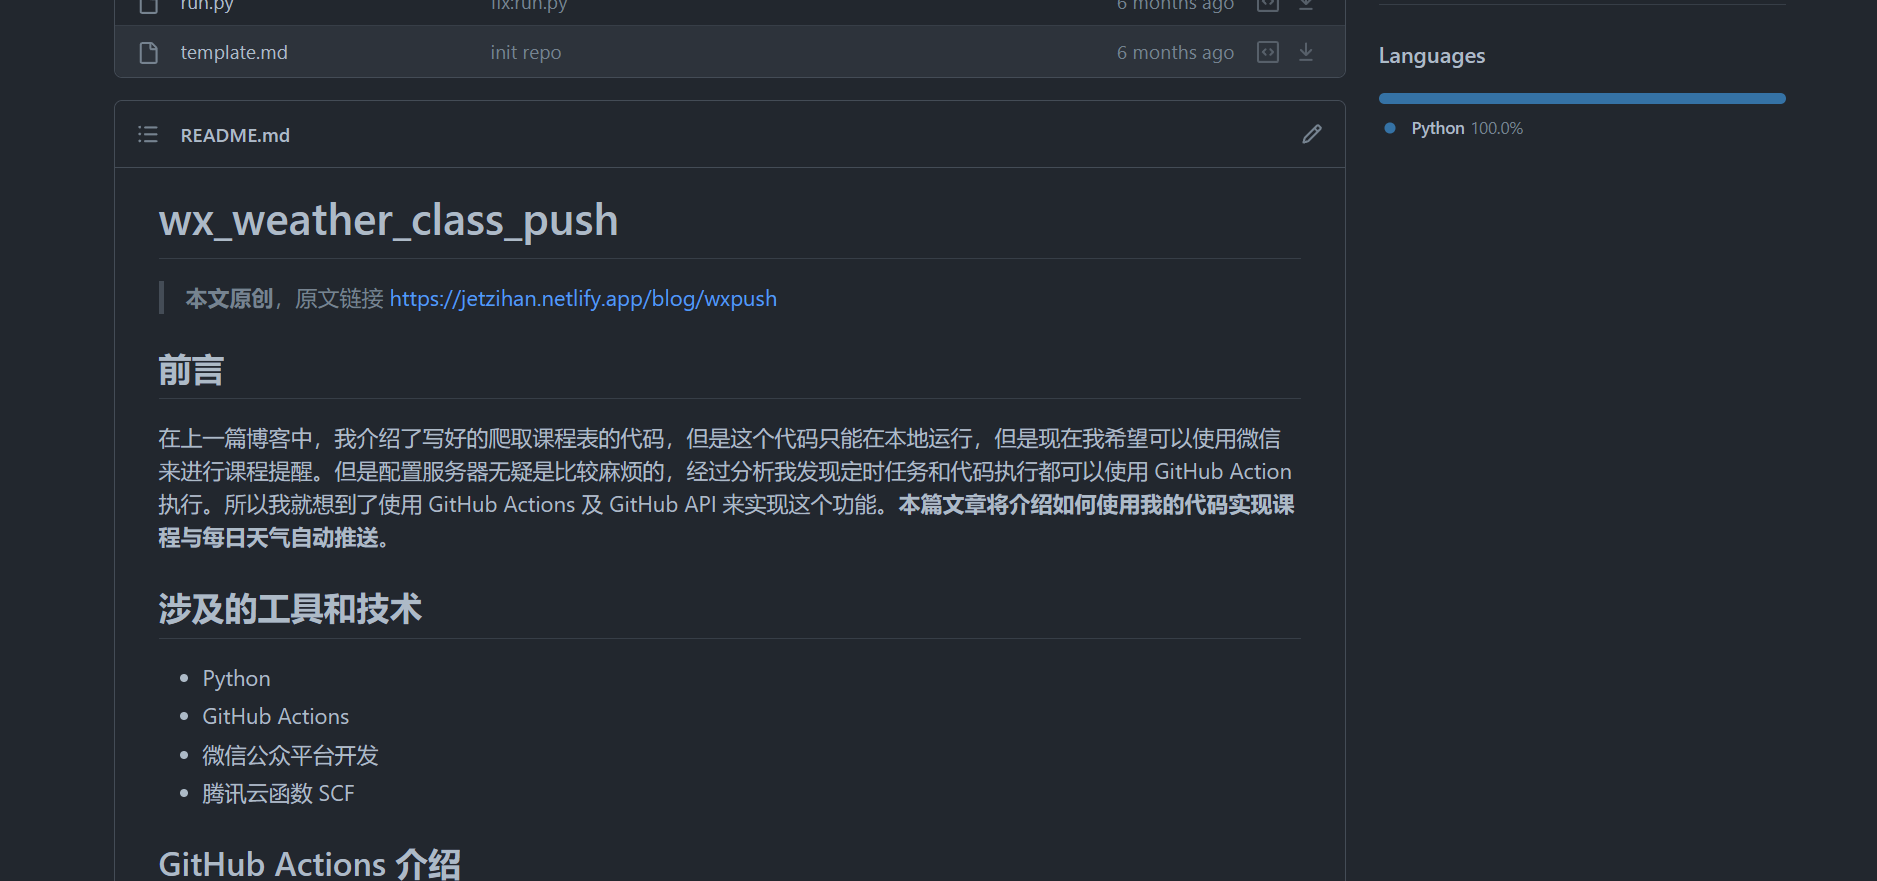 run.py fix:run.py 6 months ago
template.md init repo 6 months ago
Languages
Python 100.0%
README.md
wx_weather_class_push
本文原创，原文链接 https://jetzihan.netlify.app/blog/wxpush
前言
在上一篇博客中，我介绍了写好的爬取课程表的代码，但是这个代码只能在本地运行，但是现在我希望可以使用微信
来进行课程提醒。但是配置服务器无疑是比较麻烦的，经过分析我发现定时任务和代码执行都可以使用 GitHub Action
执行。所以我就想到了使用 GitHub Actions 及 GitHub API 来实现这个功能。本篇文章将介绍如何使用我的代码实现课
程与每日天气自动推送。
涉及的工具和技术
Python
GitHub Actions
微信公众平台开发
腾讯云函数 SCF
GitHub Actions 介绍